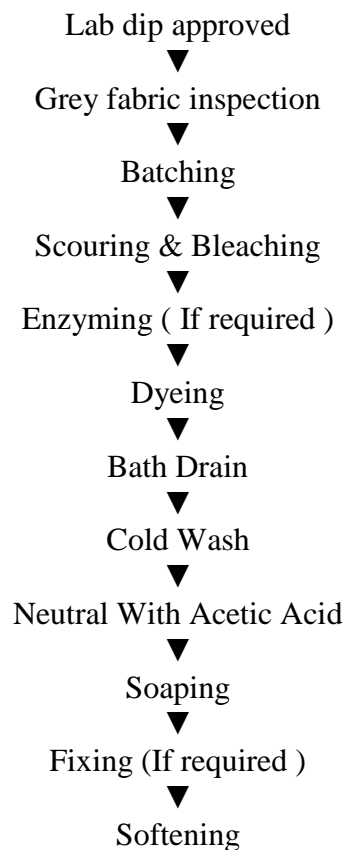 Lab dip approved
Grey fabric inspection
Batching
Scouring & Bleaching
Enzyming ( If required )
Dyeing
Bath Drain
Cold Wash
Neutral With Acetic Acid
Soaping
Fixing (If required )
Softening